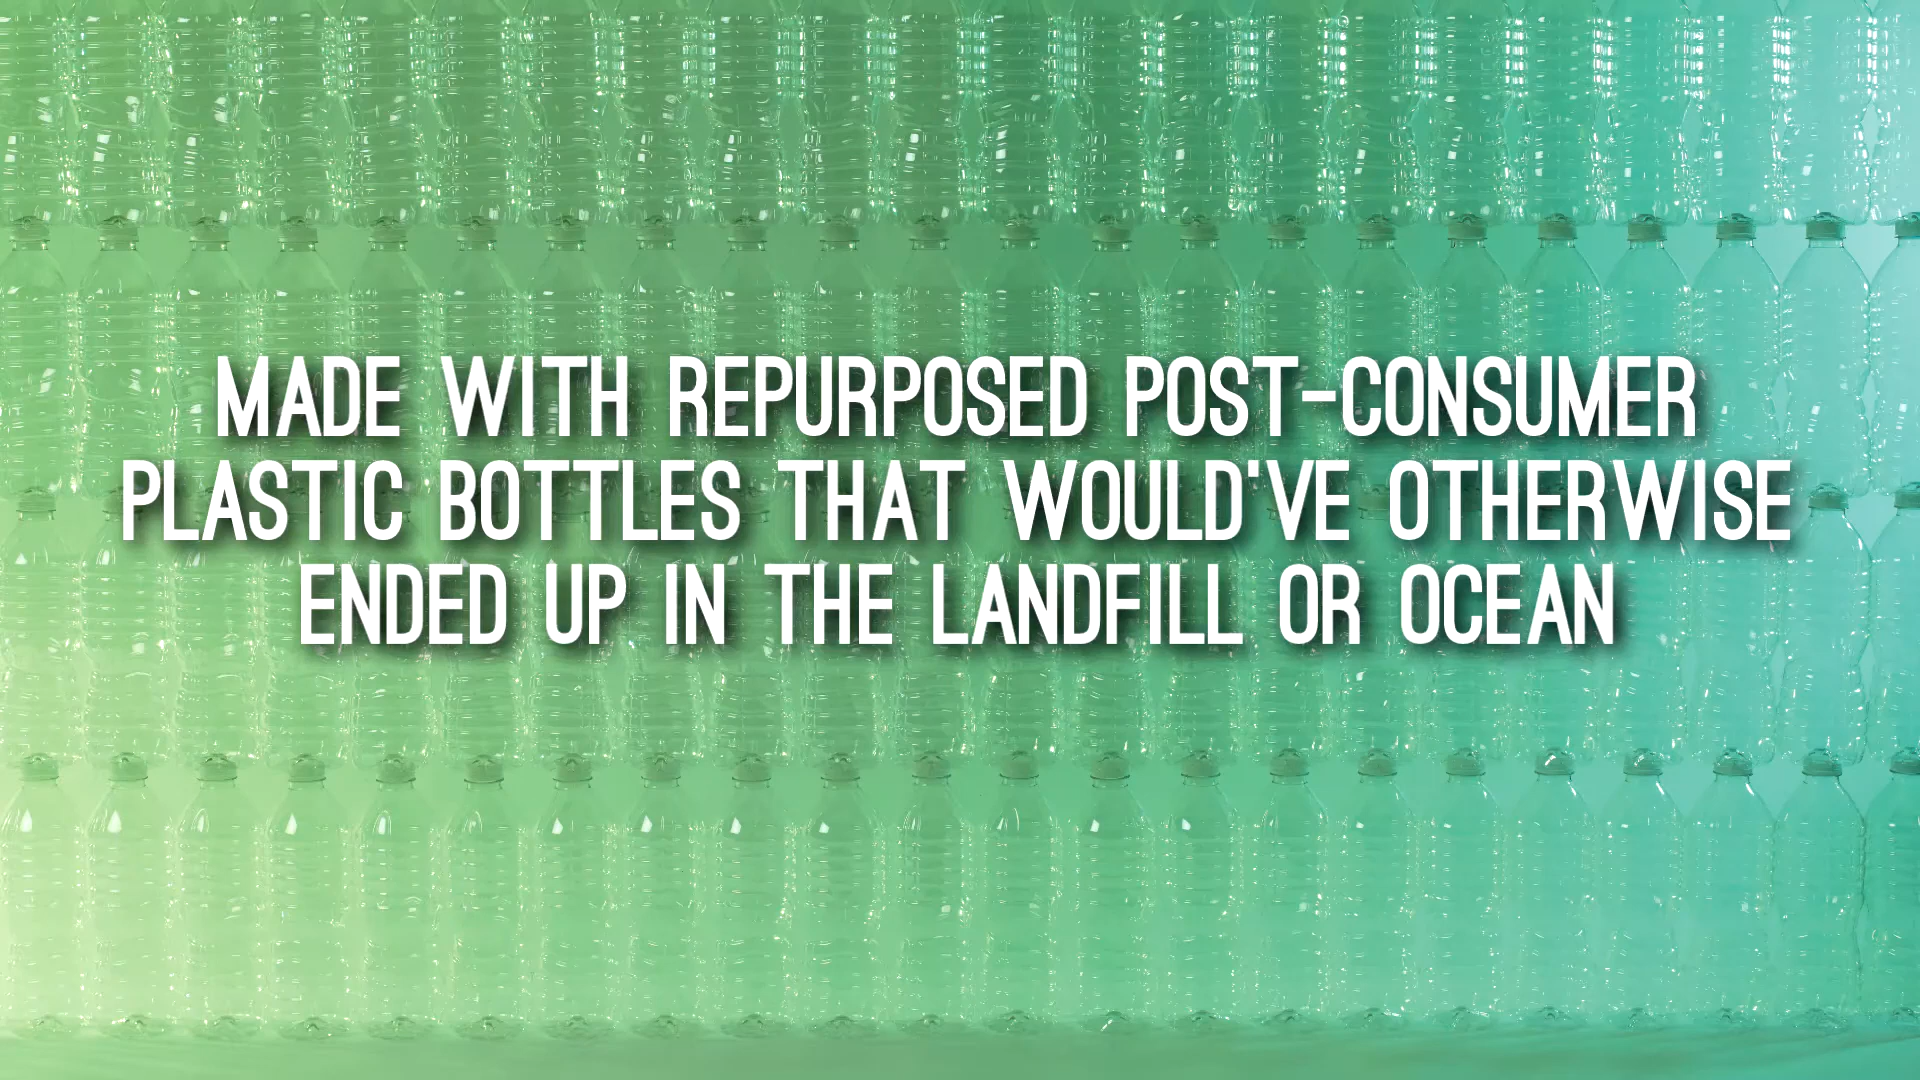 MADE WITH REPURPOSED POST-CONSUMER
PLASTIC BOTTLES THAT WOULD'VE OTHERWISE
ENDED UP IN THE LANDFILL OR OCEAN